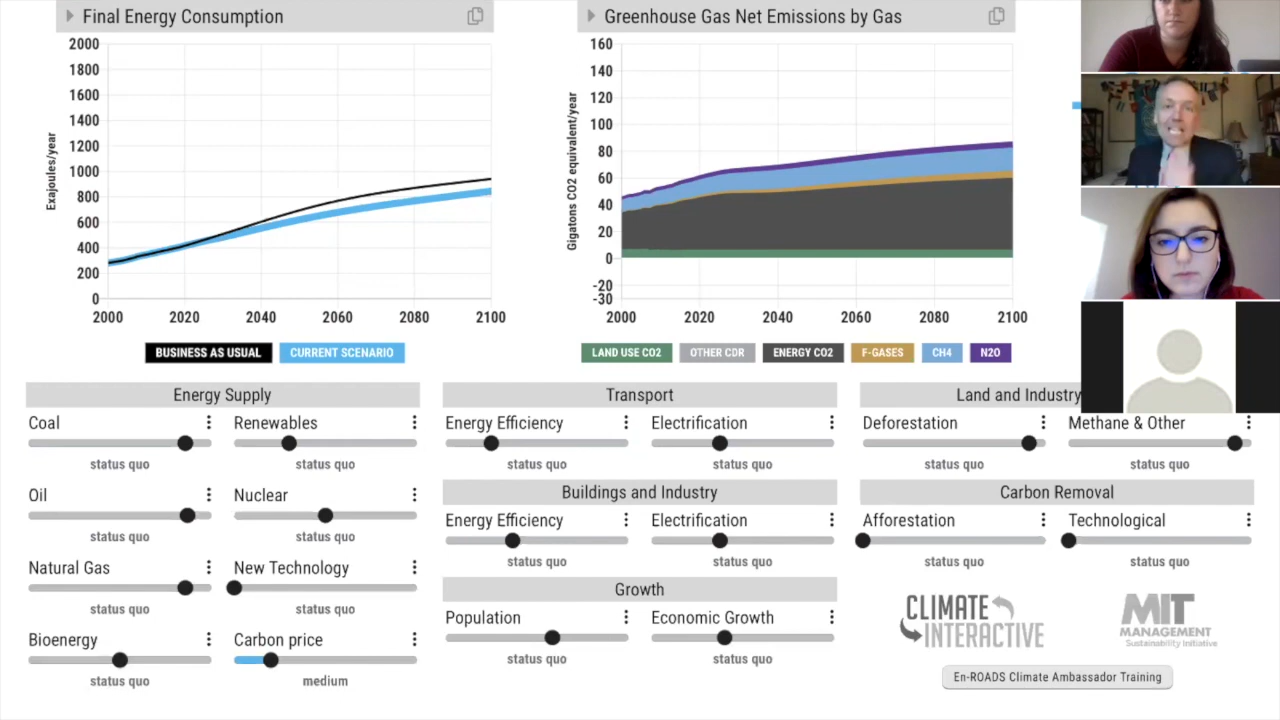 Final Energy Consumption
Greenhouse Gas Net Emissions by Gas
Exajoules/year
2000
1800
1600
1400
1200
1000
800
600
400
200
0
2000 2020 2040 2060 2080 2100
BUSINESS AS USUAL CURRENT SCENARIO
Gigatons CO2 equivalent/year
160
140
120
100
80
60
40
20
0
-20
-30
2000 2020 2040 2060 2080 2100
LAND USE CO2 OTHER CDR ENERGY CO2 F-GASES CH4 N2O
Energy Supply
Coal Renewables
status quo status quo
Oil Nuclear
status quo status quo
Natural Gas New Technology
status quo status quo
Bioenergy Carbon price
status quo medium
Transport
Energy Efficiency Electrification
status quo status quo
Buildings and Industry
Energy Efficiency Electrification
status quo status quo
Growth
Population Economic Growth
status quo status quo
Land and Industry
Deforestation Methane & Other
status quo status quo
Carbon Removal
Afforestation Technological
status quo status quo
CLIMATE
INTERACTIVE
MIT
MANAGEMENT
Sustainability Initiative
En-ROADS Climate Ambassador Training